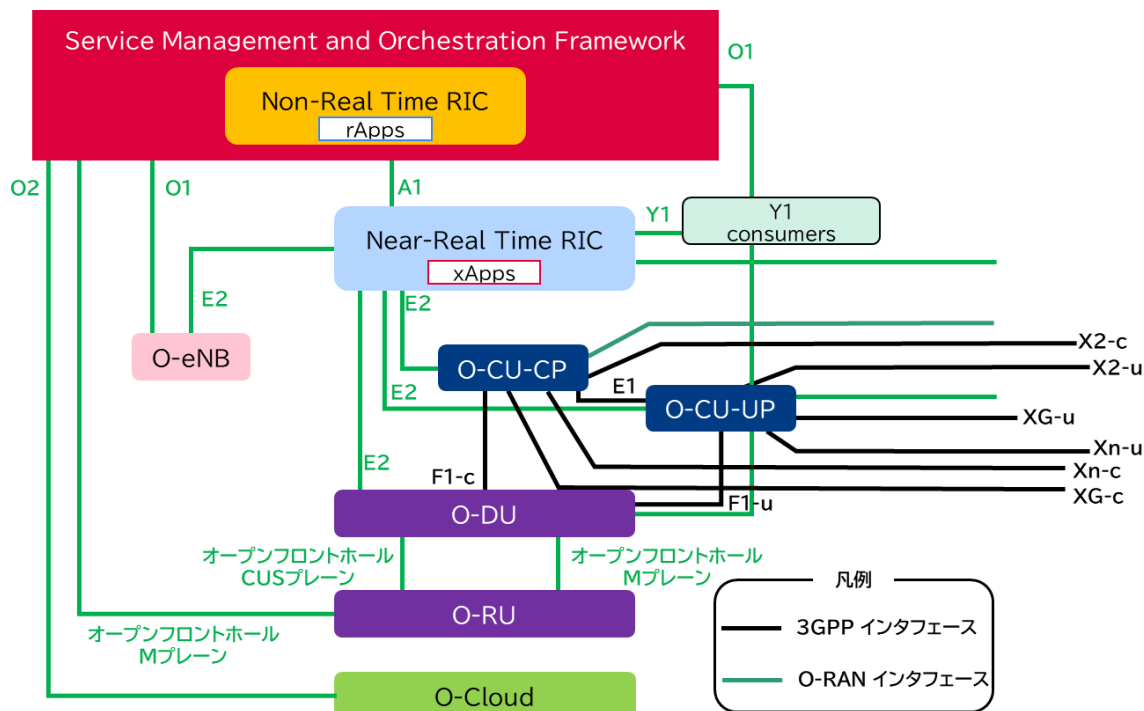 Service Management and Orchestration Framework
O1
Non-Real Time RIC
rApps
O2
O1
A1
Y1
Y1
consumers
Near-Real Time RIC
xApps
E2
E2
O-eNB
O-CU-CP
X2-c
X2-u
E2
E1
O-CU-UP
XG-u
Xn-u
E2
F1-c
Xn-c
XG-c
F1-u
O-DU
オープンフロントホール
CUSプレーン
オープンフロントホール
Mプレーン
凡例
O-RU
3GPP インタフェース
オープンフロントホール
Mプレーン
O-RAN インタフェース
O-Cloud